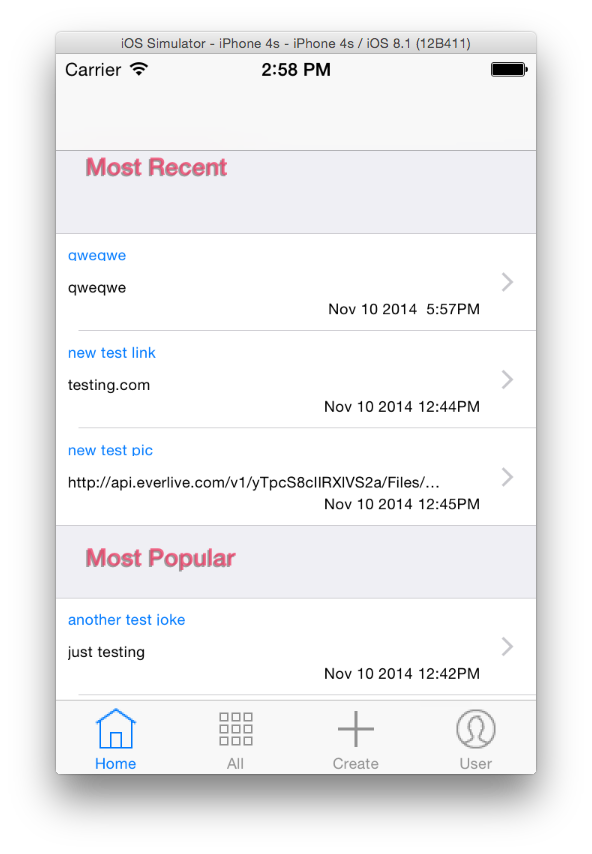 iOS Simulator - iPhone 4s - iPhone 4s / iOS 8.1 (12B411)
Carrier 2:58 PM
Most Recent
qweqwe
qweqwe
Nov 10 2014  5:57PM
new test link
testing.com
Nov 10 2014 12:44PM
new test pic
http://api.everlive.com/v1/yTpcS8clIRXlVS2a/Files/…
Nov 10 2014 12:45PM
Most Popular
another test joke
just testing
Nov 10 2014 12:42PM
Home All Create User